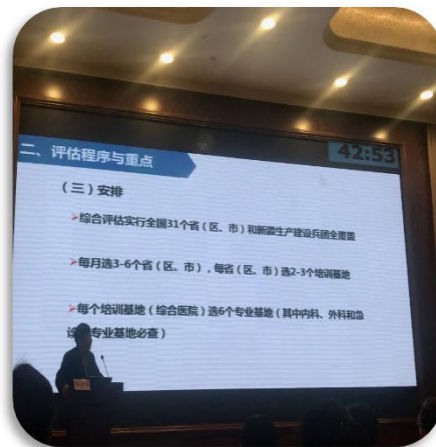 二、评估程序与重点
42:53
（三）安排
➤综合评估实行全国31个省（区、市）和新疆生产建设兵团全覆盖
➤每月选3-6个省（区、市），每省（区、市）选2-3个培训基地
➤每个培训基地（综合医院）选6个专业基地（其中内科、外科和急
专业基地必查）